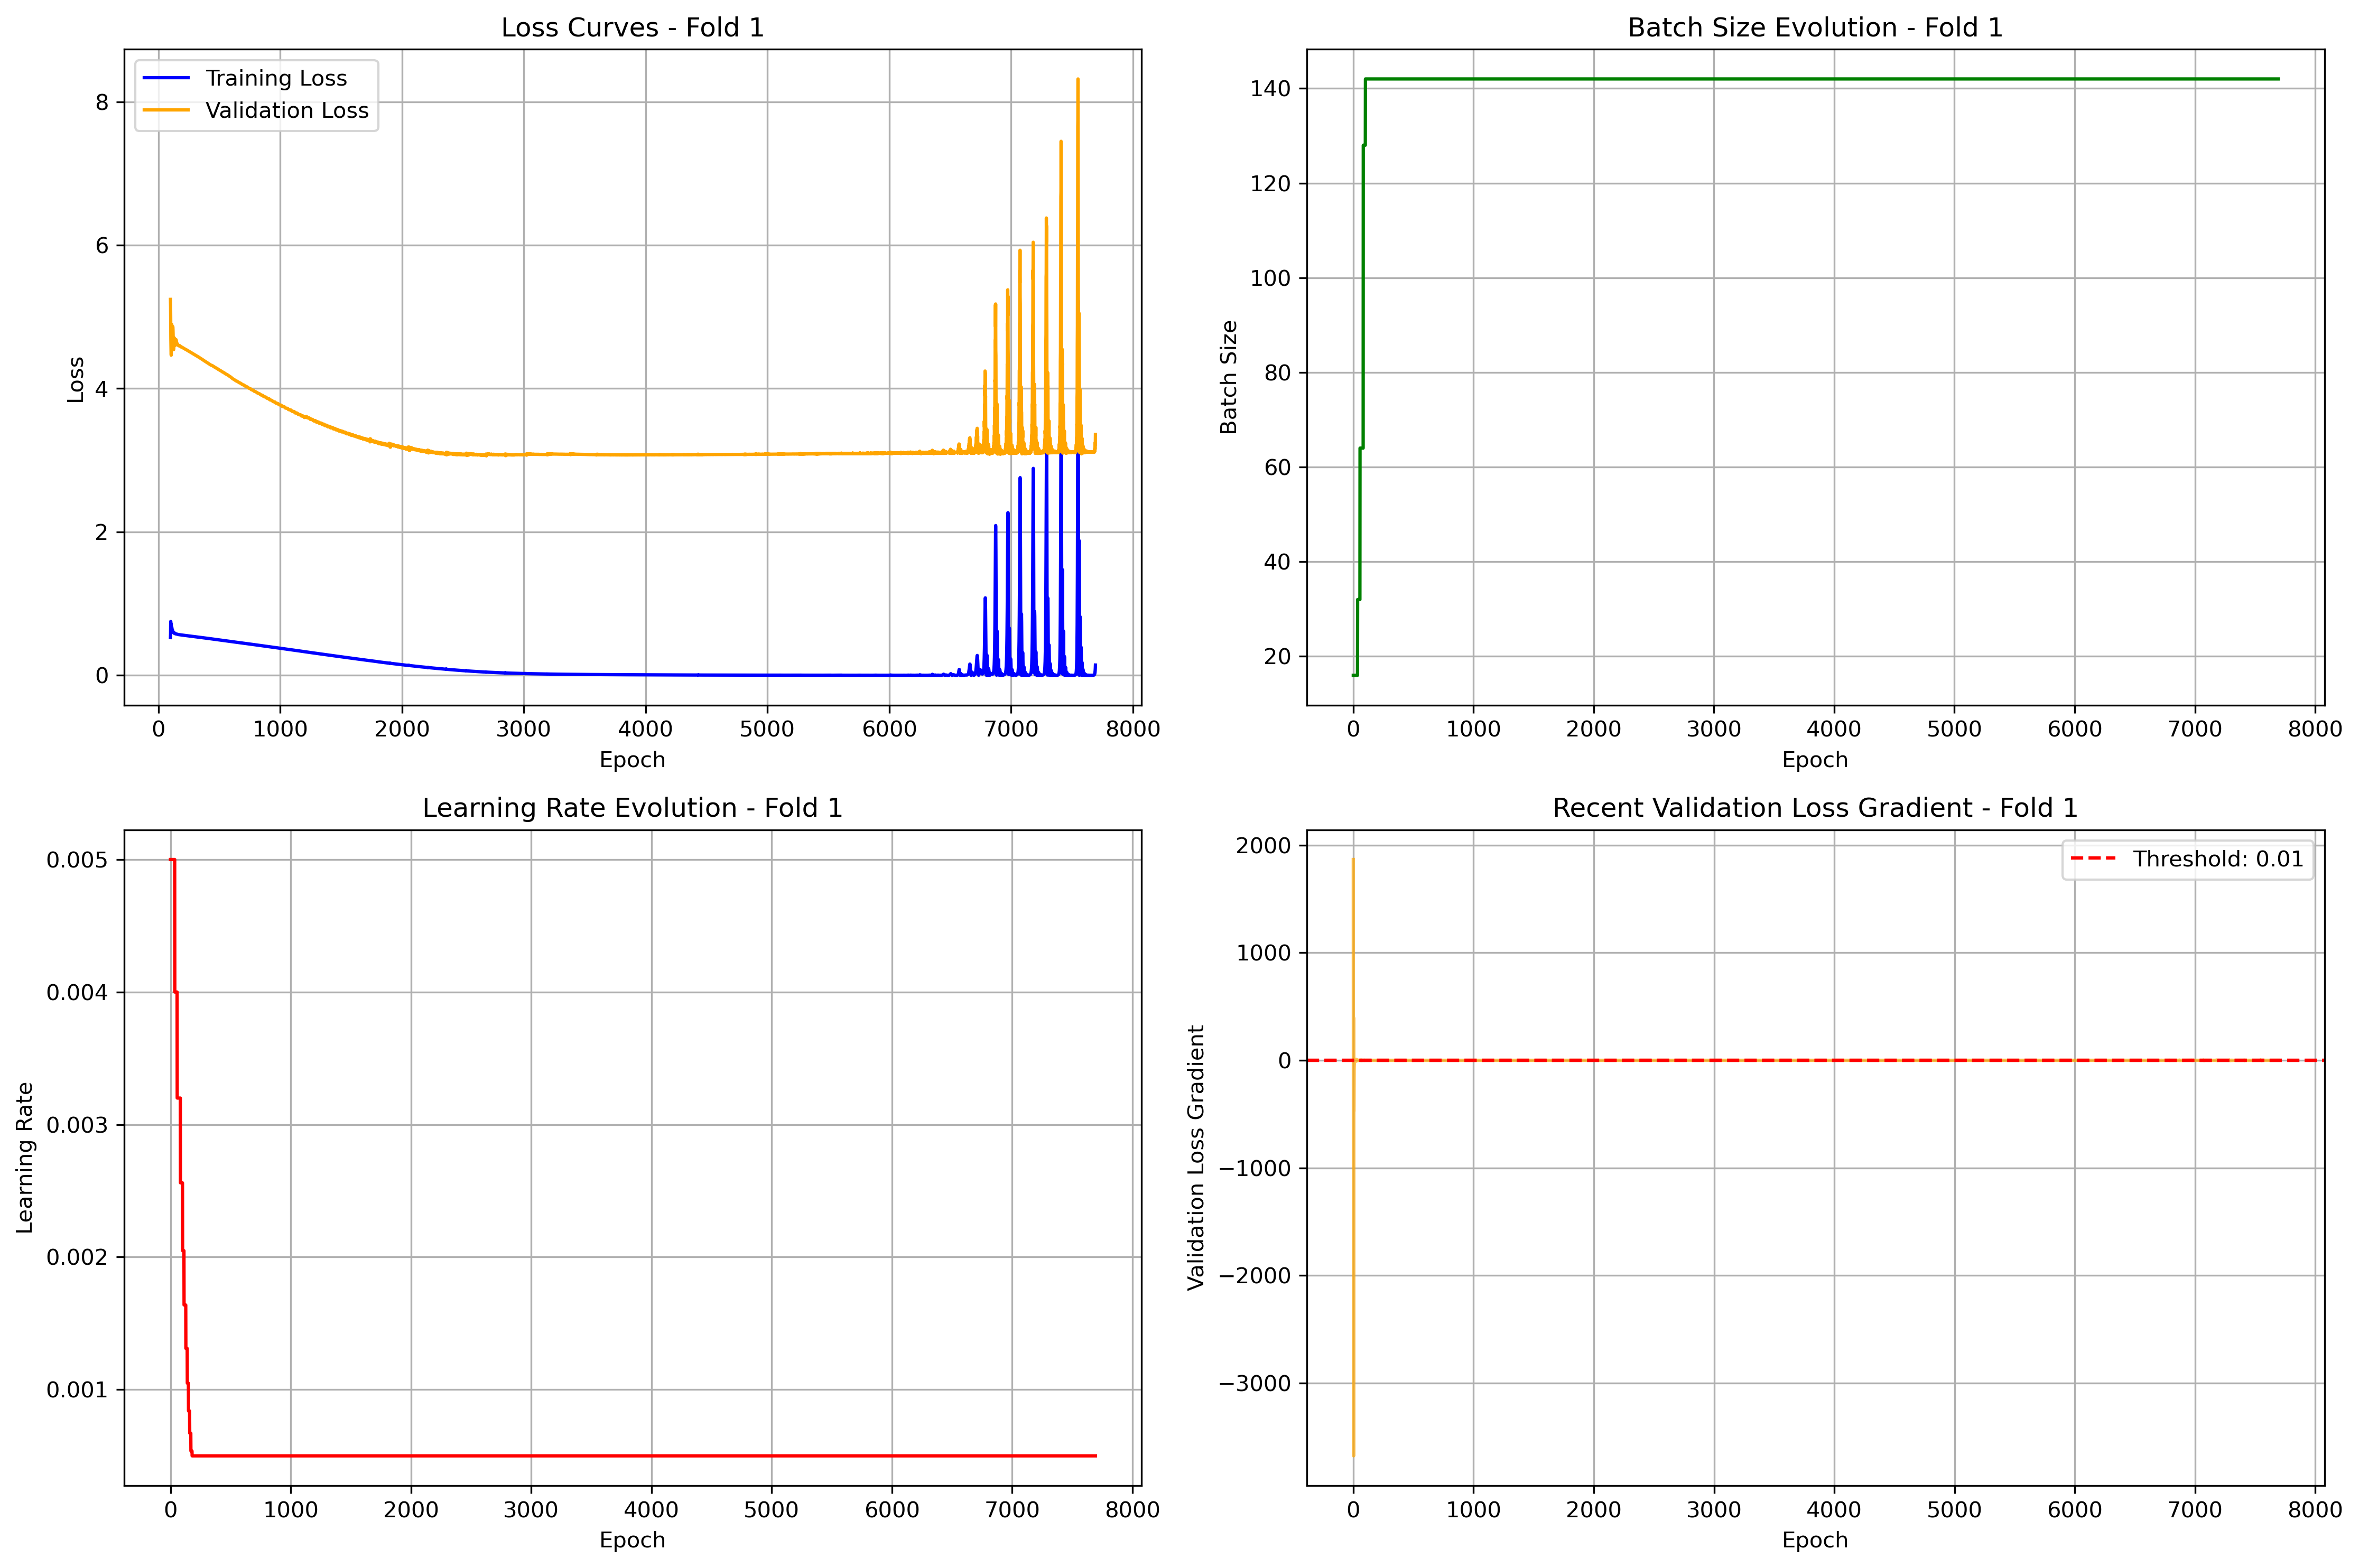 Loss Curves - Fold 1
Training Loss
Validation Loss
8
6
4
2
0
Loss
0 1000 2000 3000 4000 5000 6000 7000 8000
Epoch
Batch Size Evolution - Fold 1
140
120
100
80
60
40
20
Batch Size
0 1000 2000 3000 4000 5000 6000 7000 8000
Epoch
Learning Rate Evolution - Fold 1
0.005
0.004
0.003
0.002
0.001
Learning Rate
0 1000 2000 3000 4000 5000 6000 7000 8000
Epoch
Recent Validation Loss Gradient - Fold 1
Threshold: 0.01
2000
1000
0
−1000
−2000
−3000
Validation Loss Gradient
0 1000 2000 3000 4000 5000 6000 7000 8000
Epoch